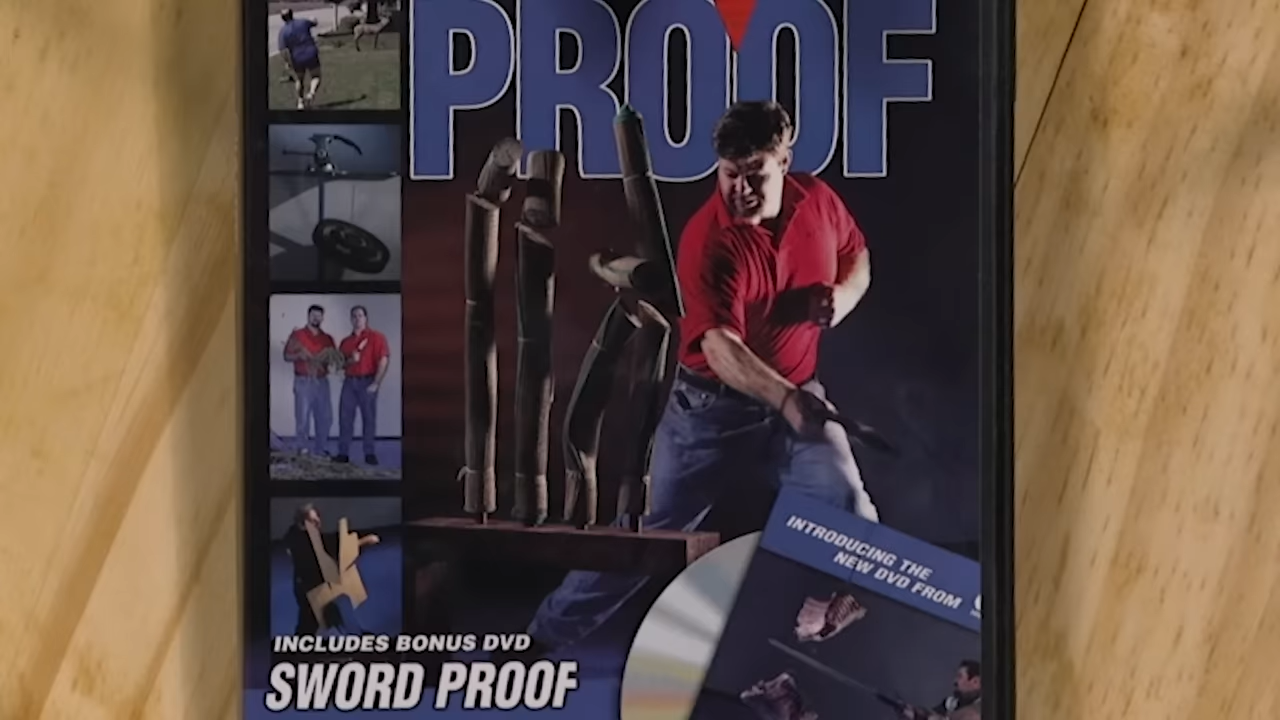 PROOF
INTRODUCING THE
NEW DVD FROM
INCLUDES BONUS DVD
SWORD PROOF